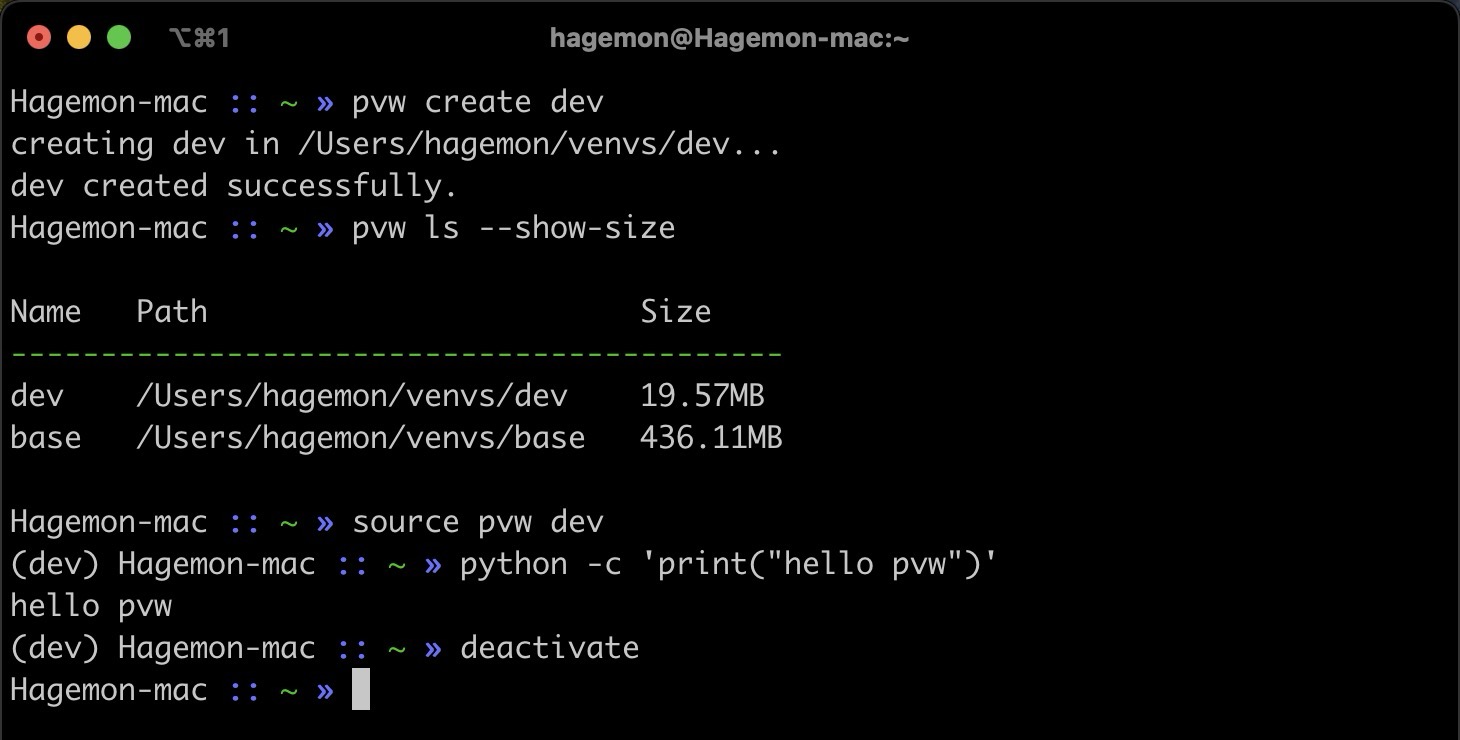 ⌥⌘1 hagemon@Hagemon-mac:~
Hagemon-mac :: ~ » pvw create dev
creating dev in /Users/hagemon/venvs/dev...
dev created successfully.
Hagemon-mac :: ~ » pvw ls --show-size
Name Path Size
-------------------------------------------
dev /Users/hagemon/venvs/dev 19.57MB
base /Users/hagemon/venvs/base 436.11MB
Hagemon-mac :: ~ » source pvw dev
(dev) Hagemon-mac :: ~ » python -c 'print("hello pvw")'
hello pvw
(dev) Hagemon-mac :: ~ » deactivate
Hagemon-mac :: ~ »